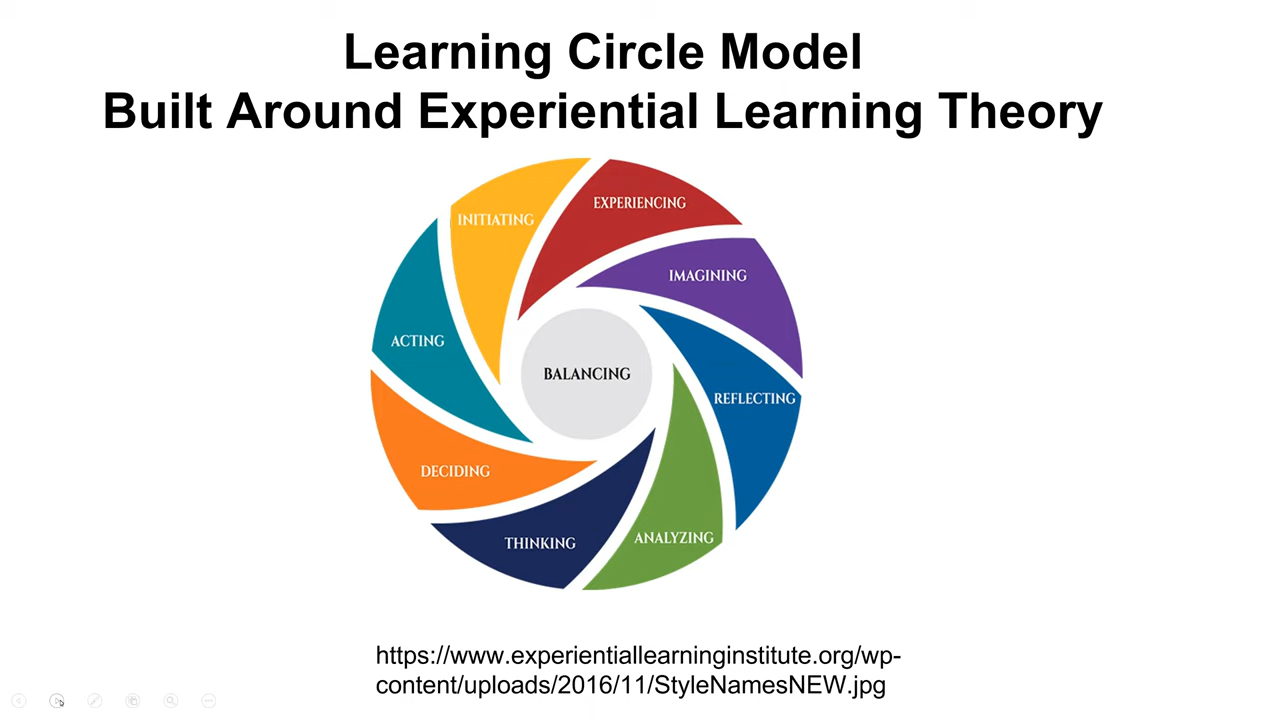 Learning Circle Model
Built Around Experiential Learning Theory
EXPERIENCING
INITIATING
IMAGINING
ACTING
BALANCING
REFLECTING
DECIDING
ANALYZING
THINKING
https://www.experientiallearninginstitute.org/wp-
content/uploads/2016/11/StyleNamesNEW.jpg